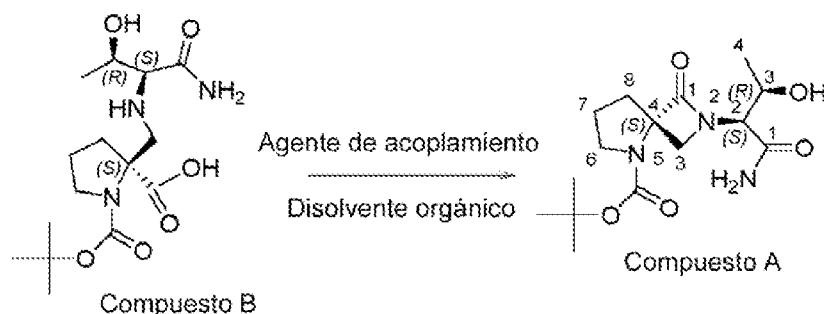 OH
O
(S)
(R)
NH₂
HN
(S)
OH
N
O
O
O
Compuesto B
Agente de acoplamiento
Disolvente orgánico
O
4
8
1
(R)
3
OH
7
4
2
2
(S)
N
(S)
1
O
6
5
3
N
H₂N
O
O
Compuesto A